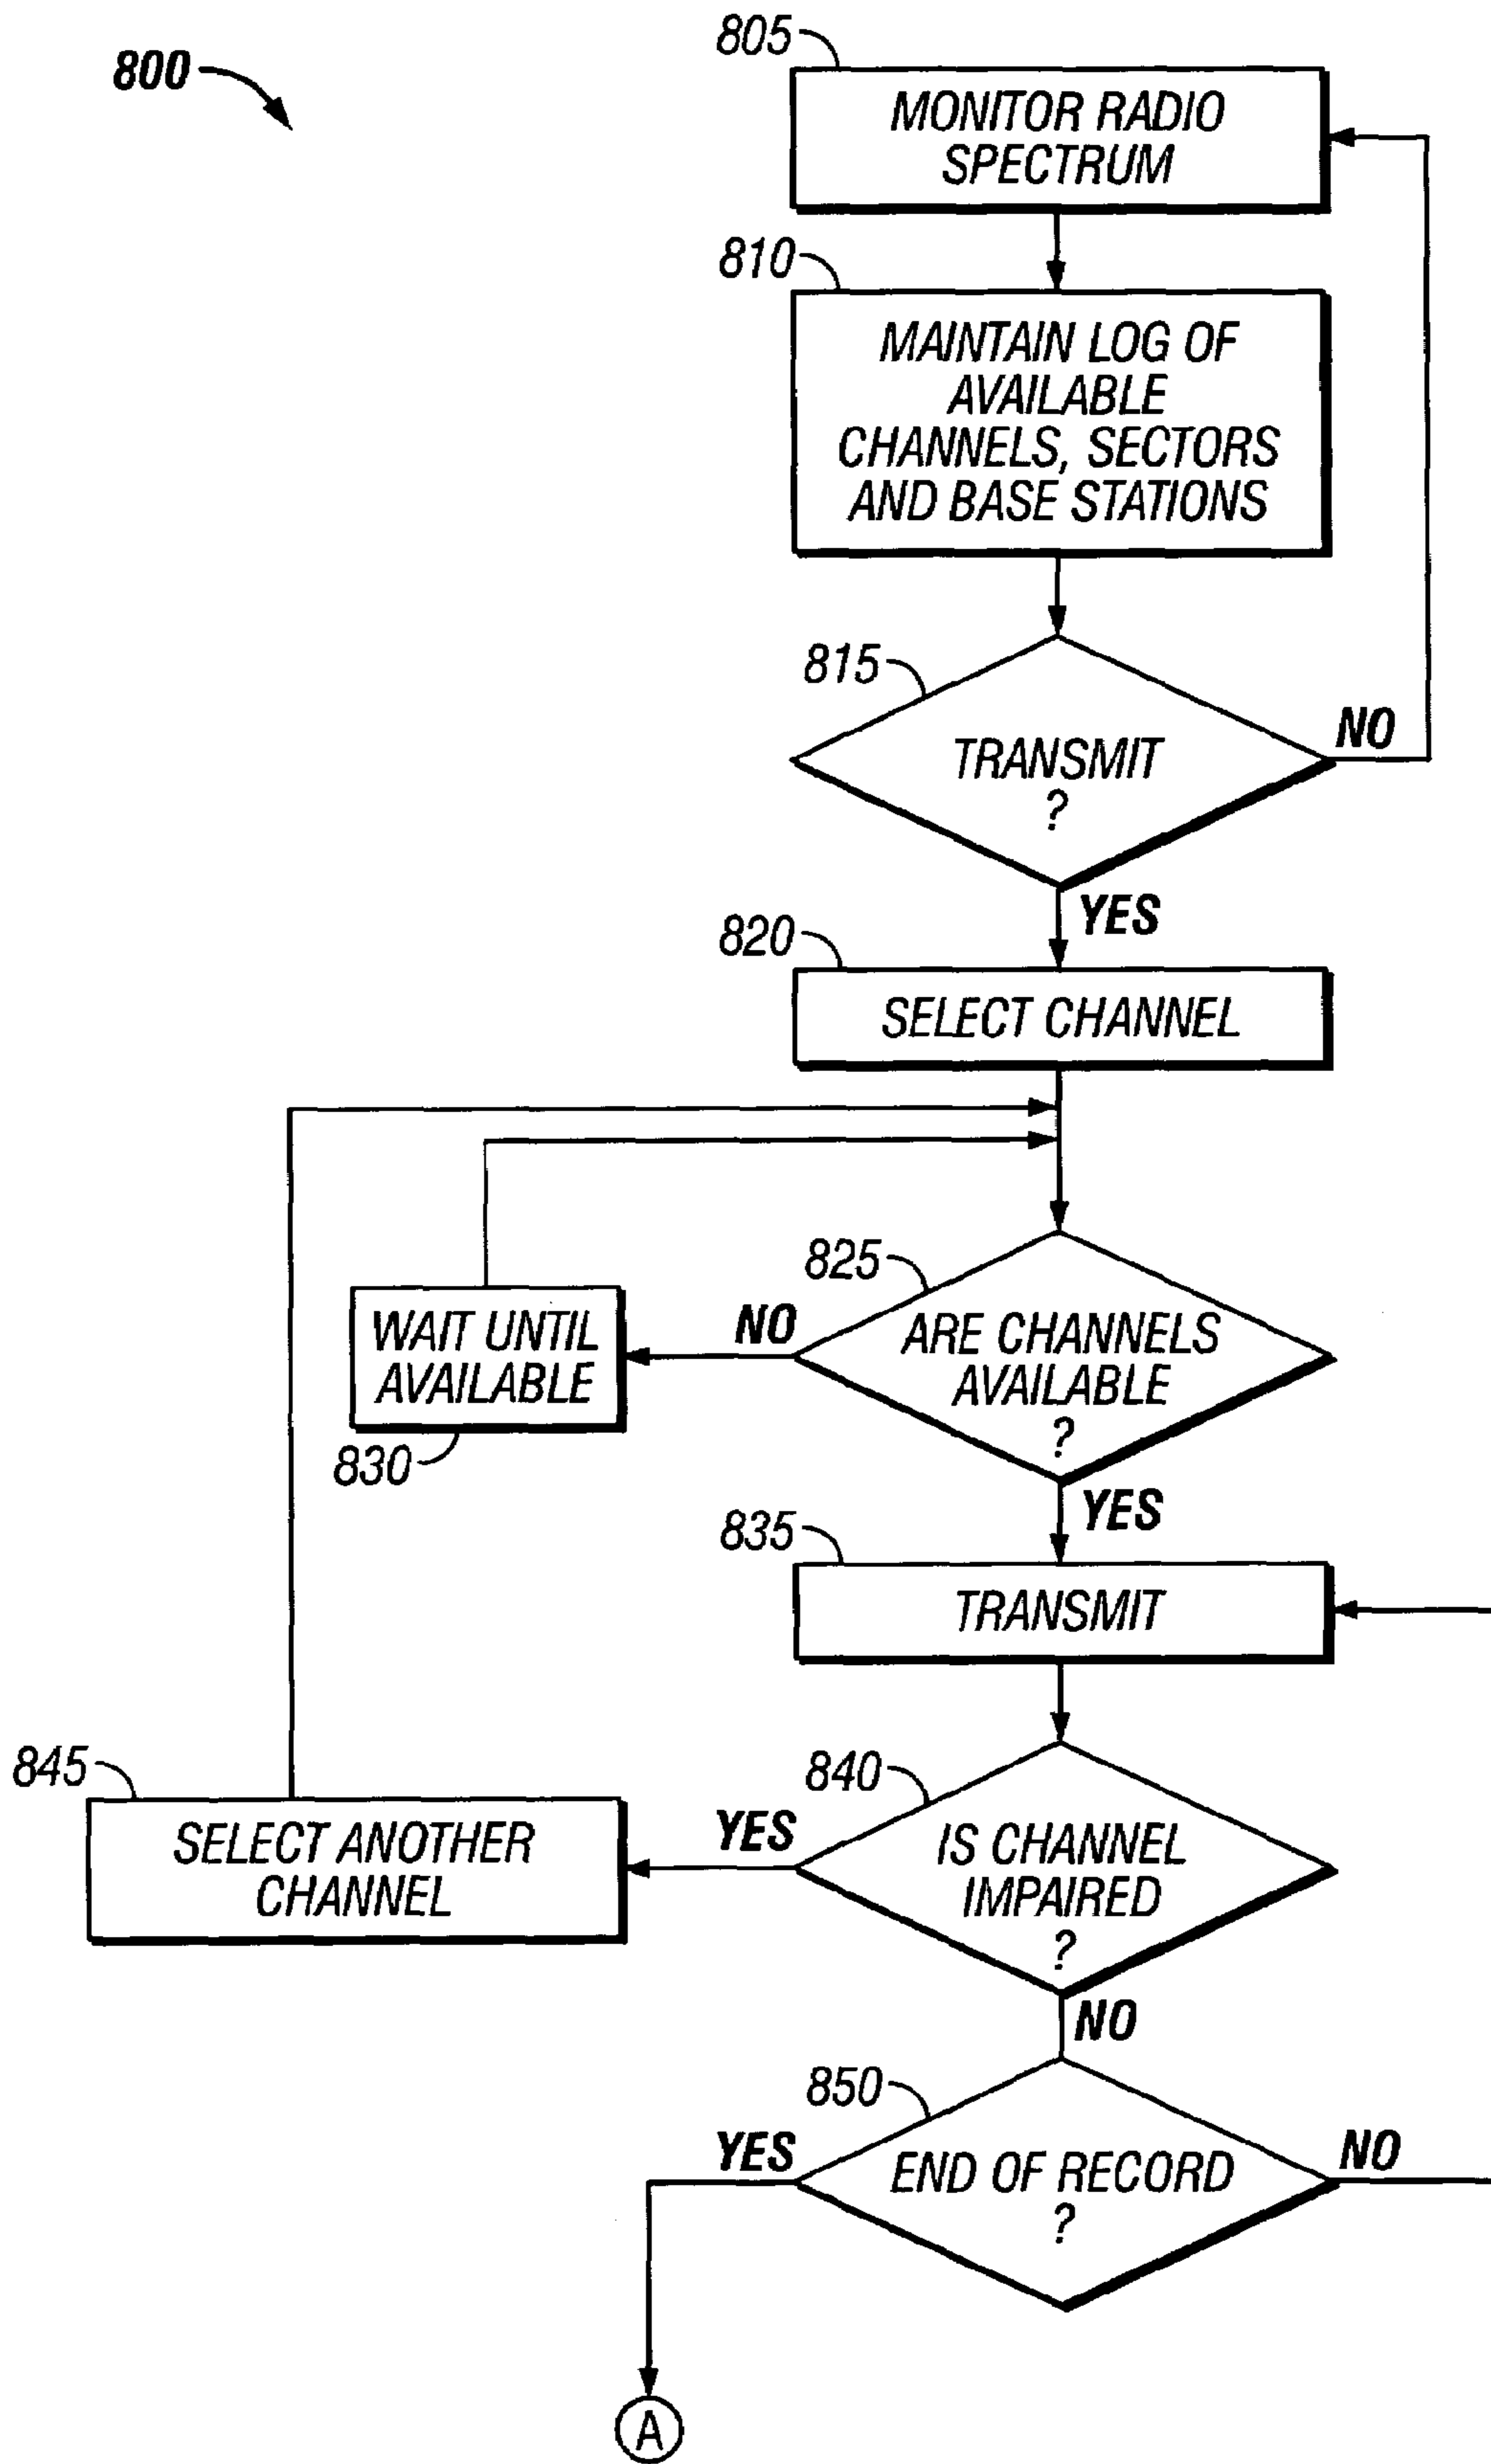 800
805
MONITOR RADIO
SPECTRUM
810
MAINTAIN LOG OF
AVAILABLE
CHANNELS, SECTORS
AND BASE STATIONS
815
TRANSMIT
?
NO
YES
820
SELECT CHANNEL
825
ARE CHANNELS
AVAILABLE
?
NO
WAIT UNTIL
AVAILABLE
830
YES
835
TRANSMIT
840
IS CHANNEL
IMPAIRED
?
YES
845
SELECT ANOTHER
CHANNEL
NO
850
END OF RECORD
?
YES
NO
A